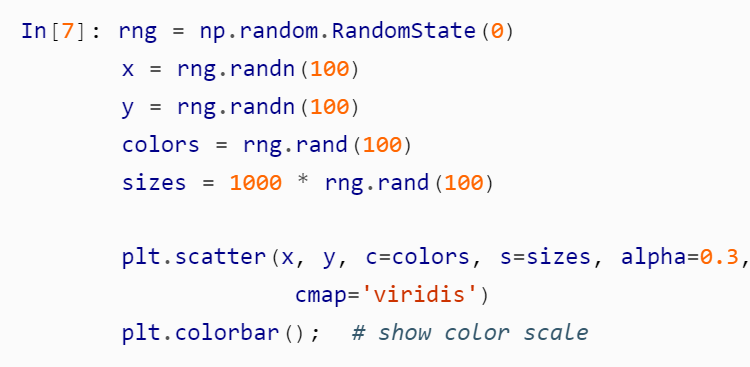 In[7]: rng = np.random.RandomState(0)
x = rng.randn(100)
y = rng.randn(100)
colors = rng.rand(100)
sizes = 1000 * rng.rand(100)
plt.scatter(x, y, c=colors, s=sizes, alpha=0.3,
cmap='viridis')
plt.colorbar();  # show color scale